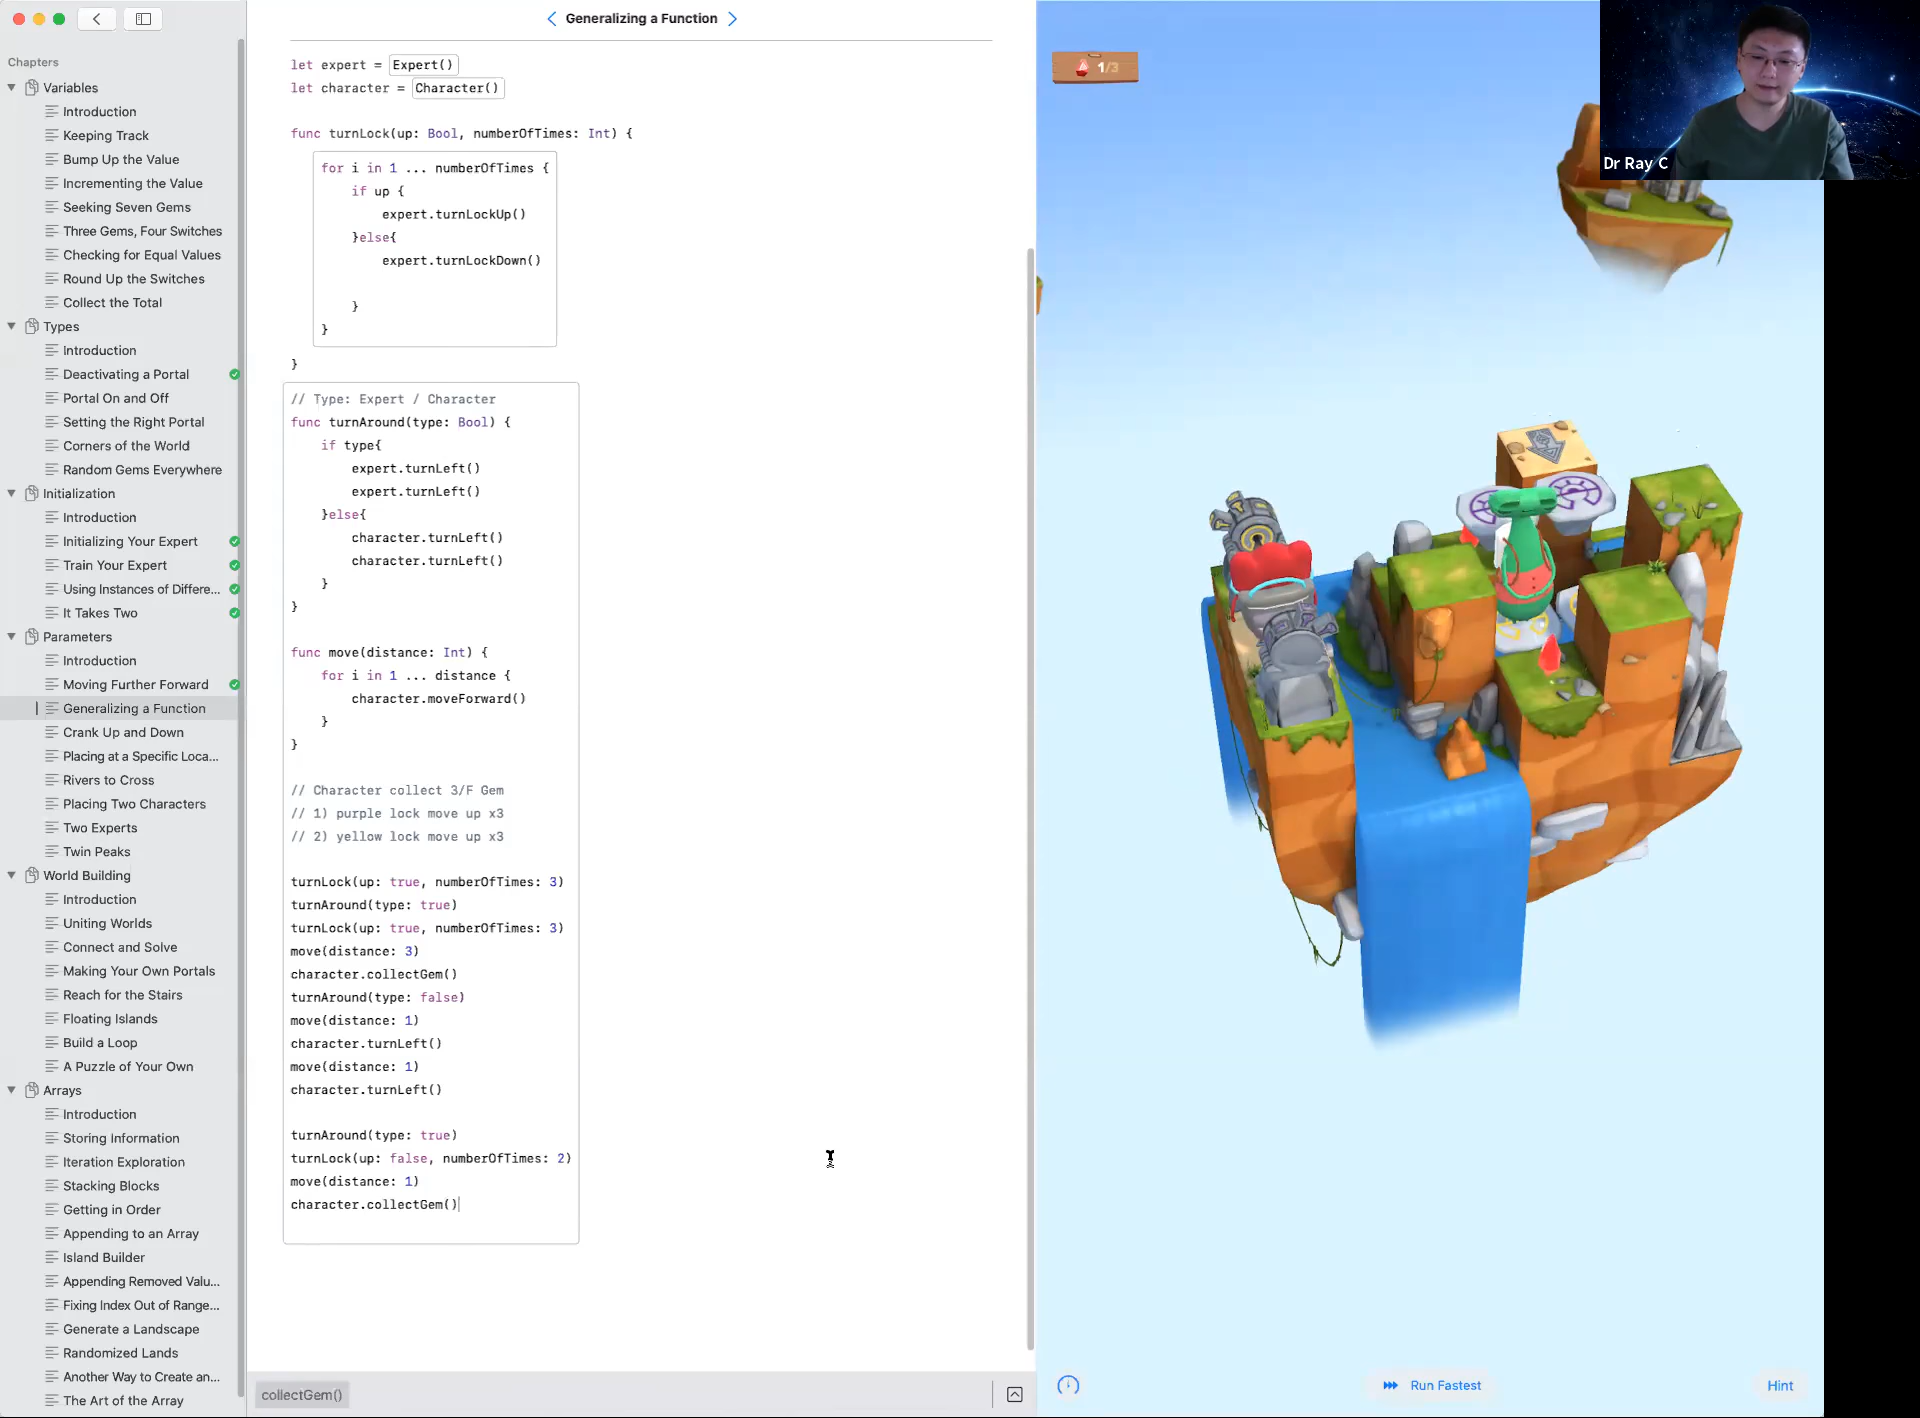 Chapters
Variables
Introduction
Keeping Track
Bump Up the Value
Incrementing the Value
Seeking Seven Gems
Three Gems, Four Switches
Checking for Equal Values
Round Up the Switches
Collect the Total
Types
Introduction
Deactivating a Portal
Portal On and Off
Setting the Right Portal
Corners of the World
Random Gems Everywhere
Initialization
Introduction
Initializing Your Expert
Train Your Expert
Using Instances of Differe...
It Takes Two
Parameters
Introduction
Moving Further Forward
Generalizing a Function
Crank Up and Down
Placing at a Specific Loca...
Rivers to Cross
Placing Two Characters
Two Experts
Twin Peaks
World Building
Introduction
Uniting Worlds
Connect and Solve
Making Your Own Portals
Reach for the Stairs
Floating Islands
Build a Loop
A Puzzle of Your Own
Arrays
Introduction
Storing Information
Iteration Exploration
Stacking Blocks
Getting in Order
Appending to an Array
Island Builder
Appending Removed Valu...
Fixing Index Out of Range...
Generate a Landscape
Randomized Lands
Another Way to Create an...
The Art of the Array
Generalizing a Function
let expert = Expert()
let character = Character()
func turnLock(up: Bool, numberOfTimes: Int) {
for i in 1 ... numberOfTimes {
if up {
expert.turnLockUp()
}else{
expert.turnLockDown()
}
}
}
// Type: Expert / Character
func turnAround(type: Bool) {
if type{
expert.turnLeft()
expert.turnLeft()
}else{
character.turnLeft()
character.turnLeft()
}
}
func move(distance: Int) {
for i in 1 ... distance {
character.moveForward()
}
}
// Character collect 3/F Gem
// 1) purple lock move up x3
// 2) yellow lock move up x3
turnLock(up: true, numberOfTimes: 3)
turnAround(type: true)
turnLock(up: true, numberOfTimes: 3)
move(distance: 3)
character.collectGem()
turnAround(type: false)
move(distance: 1)
character.turnLeft()
move(distance: 1)
character.turnLeft()
turnAround(type: true)
turnLock(up: false, numberOfTimes: 2)
move(distance: 1)
character.collectGem()
collectGem()
1/3
Dr Ray C
Run Fastest
Hint